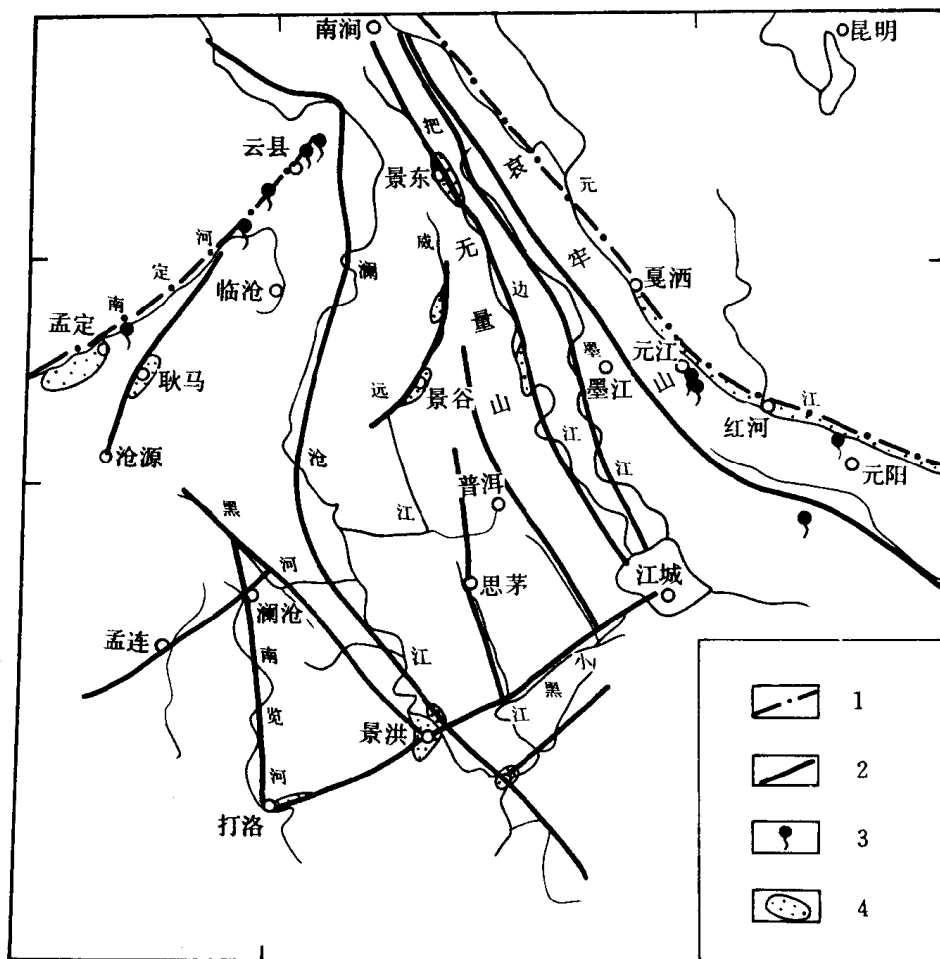 南涧
昆明
云县
景东
把
哀
元
河
威
无
定
澜
牢
南
临沧
边
戛洒
孟定
量
耿马
墨
元江
远
景谷
山
墨江
山
江
红河
沧源
沧
江
江
元阳
普洱
黑
江
河
思茅
江城
澜沧
孟连
南
江
小
黑
览
江
1
景洪
河
2
打洛
3
4